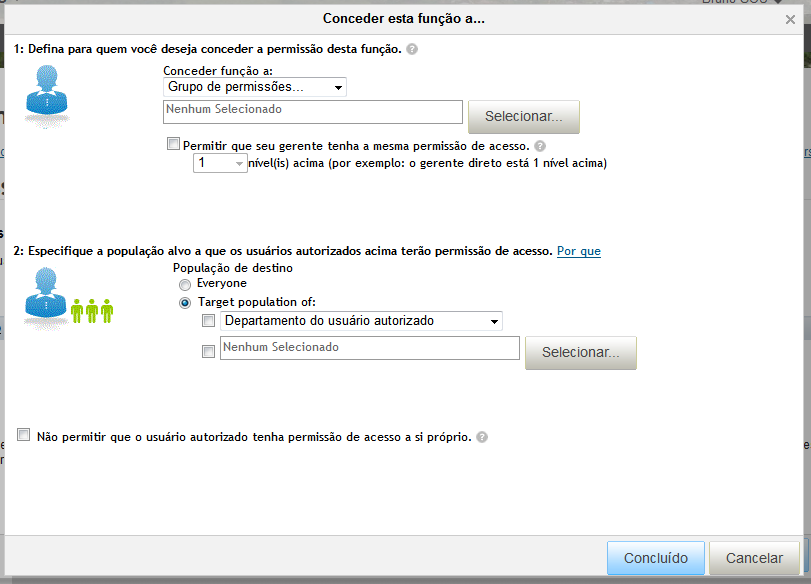 Conceder esta função a...
1: Defina para quem você deseja conceder a permissão desta função.
Conceder função a:
Grupo de permissões...
Nenhum Selecionado
Selecionar...
Permitir que seu gerente tenha a mesma permissão de acesso.
1 nível(is) acima (por exemplo: o gerente direto está 1 nível acima)
2: Especifique a população alvo a que os usuários autorizados acima terão permissão de acesso. Por que
População de destino
Everyone
Target population of:
Departamento do usuário autorizado
Nenhum Selecionado
Selecionar...
Não permitir que o usuário autorizado tenha permissão de acesso a si próprio.
Concluído
Cancelar